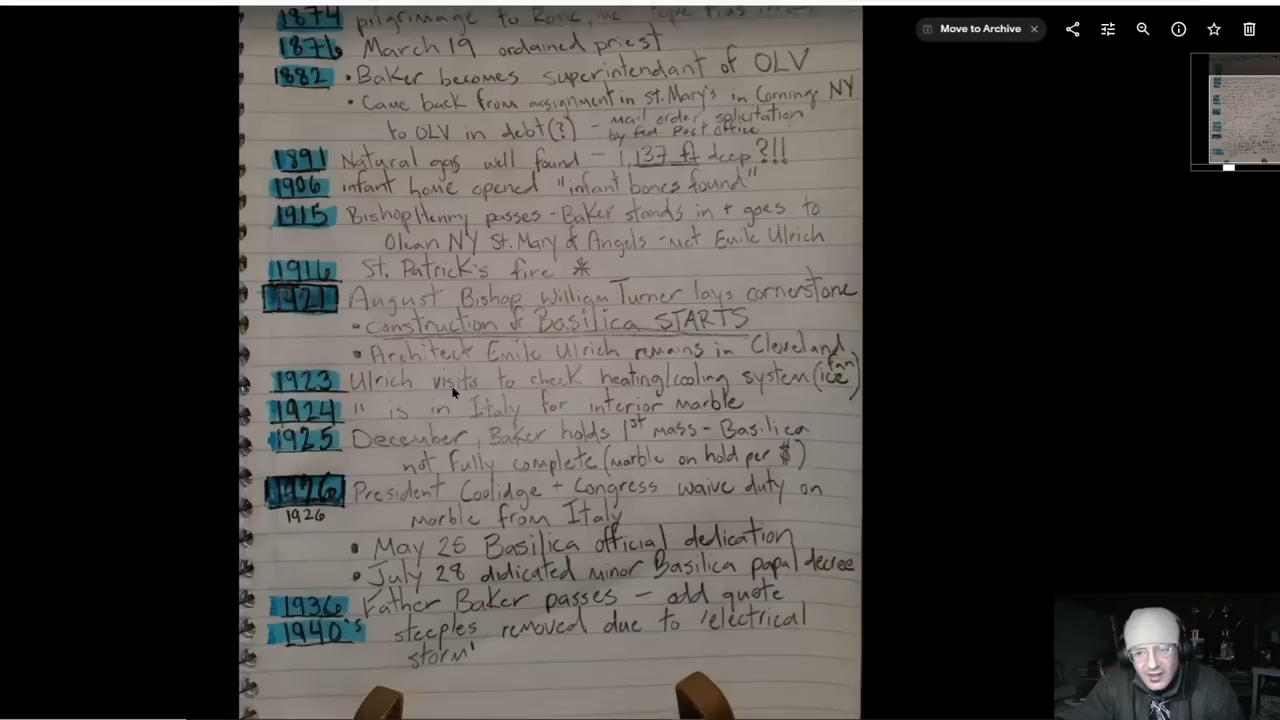 Move to Archive
1874 pilgrimage to Rome,
1876 March 19 ordained priest
1882 • Baker becomes superintendant of OLV
• Came back from assignment in St. Mary's in Corning NY
to OLV in debt(?) - mail order solicitation
by fed. Post office
1891 Natural gas well found - 1,137 ft deep?!!
1906 infant home opened "infant bones found"
1915 Bishop Henny passes - Baker stands in + goes to
Olean NY St. Mary of Angels - met Emile Ulrich
1916 St. Patrick's fire *
1921 August Bishop William Turner lays cornerstone
• Construction of Basilica STARTS
• Architect Emile Ulrich remains in Cleveland
1923 Ulrich visits to check heating/cooling system (ice fan)
1924 " is in Italy for interior marble
1925 December, Baker holds 1st mass - Basilica
not fully complete (marble on hold per $)
1926 President Coolidge + Congress waive duty on
1926 marble from Italy
• May 25 Basilica official dedication
• July 28 didicated minor Basilica papal decree
1936 Father Baker passes - add quote
1940's steeples removed due to 'electrical
storm'